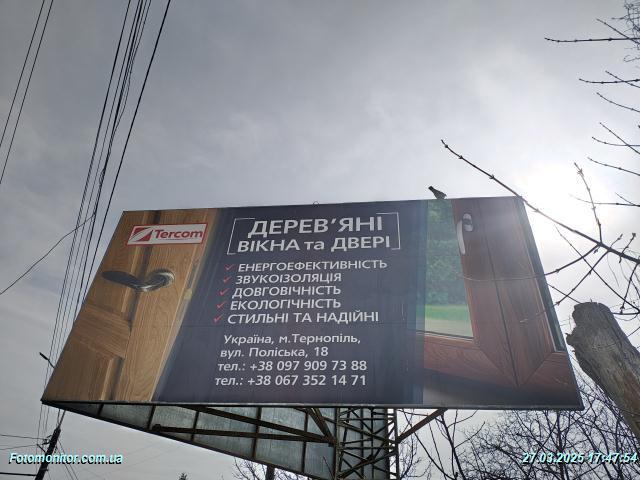 Tercom
ДЕРЕВ'ЯНІ
ВІКНА та ДВЕРІ
ЕНЕРГОЕФЕКТИВНІСТЬ
ЗВУКОІЗОЛЯЦІЯ
ДОВГОВІЧНІСТЬ
ЕКОЛОГІЧНІСТЬ
СТИЛЬНІ ТА НАДІЙНІ
Україна, м.Тернопіль,
вул. Поліська, 18
тел.: +38 097 909 73 88
тел.: +38 067 352 14 71
Fotomonitor.com.ua
27.03.2025 17:47:54